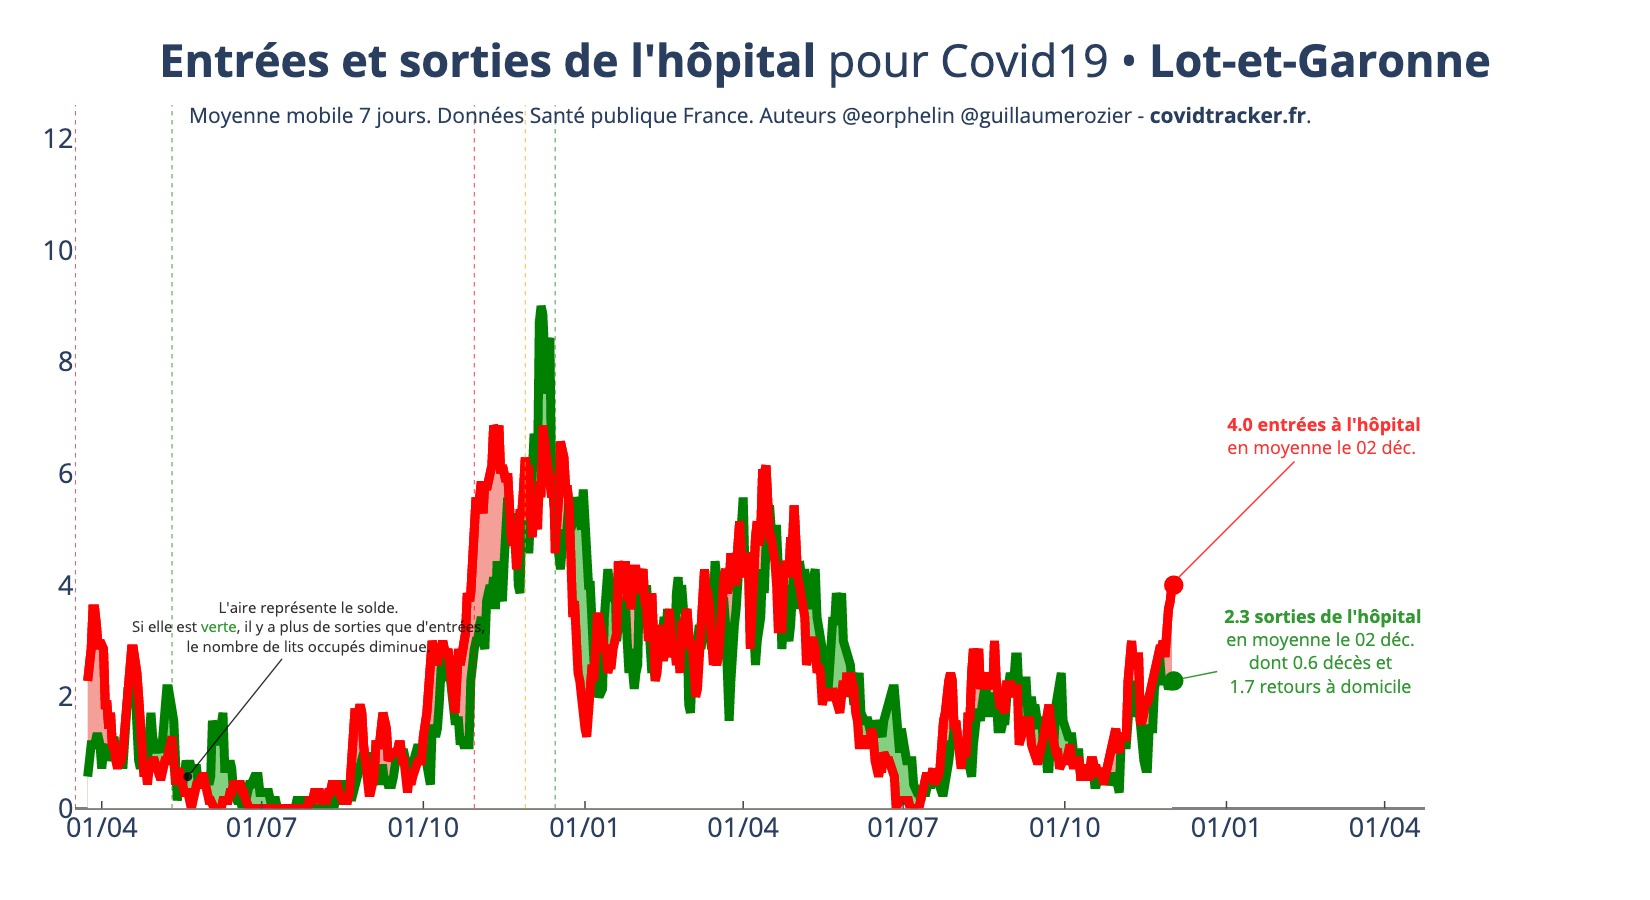 Entrées et sorties de l'hôpital pour Covid19 • Lot-et-Garonne
Moyenne mobile 7 jours. Données Santé publique France. Auteurs @eorphelin @guillaumerozier - covidtracker.fr.
12
10
8
6
4
2
0
4.0 entrées à l'hôpital
en moyenne le 02 déc.
L'aire représente le solde.
Si elle est verte, il y a plus de sorties que d'entrées,
le nombre de lits occupés diminue.
2.3 sorties de l'hôpital
en moyenne le 02 déc.
dont 0.6 décès et
1.7 retours à domicile
01/04 01/07 01/10 01/01 01/04 01/07 01/10 01/01 01/04